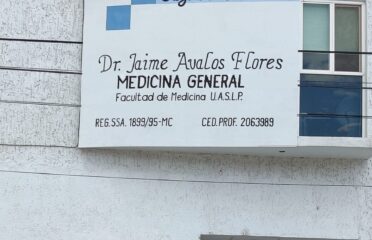 Dr. Jaime Avalos Flores
MEDICINA GENERAL
Facultad de Medicina U.A.S.L.P.
REG.SSA. 1899/95-MC CED.PROF. 2063989